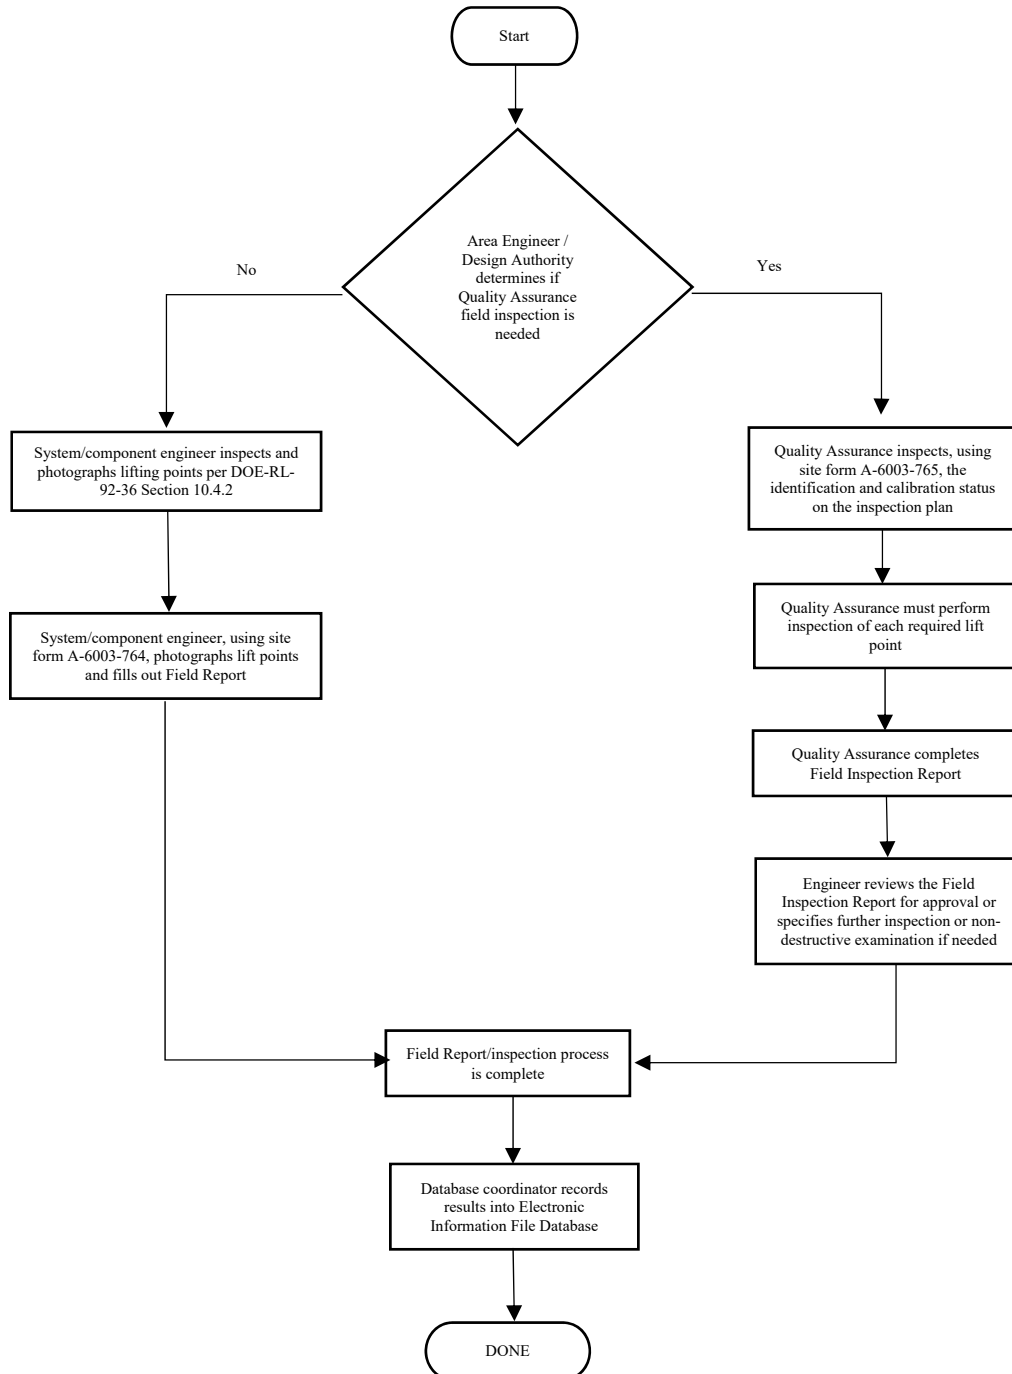 Start
Area Engineer /
Design Authority
determines if
Quality Assurance
field inspection is
needed
No
Yes
System/component engineer inspects and
photographs lifting points per DOE-RL-
92-36 Section 10.4.2
System/component engineer, using site
form A-6003-764, photographs lift points
and fills out Field Report
Quality Assurance inspects, using
site form A-6003-765, the
identification and calibration status
on the inspection plan
Quality Assurance must perform
inspection of each required lift
point
Quality Assurance completes
Field Inspection Report
Engineer reviews the Field
Inspection Report for approval or
specifies further inspection or non-
destructive examination if needed
Field Report/inspection process
is complete
Database coordinator records
results into Electronic
Information File Database
DONE